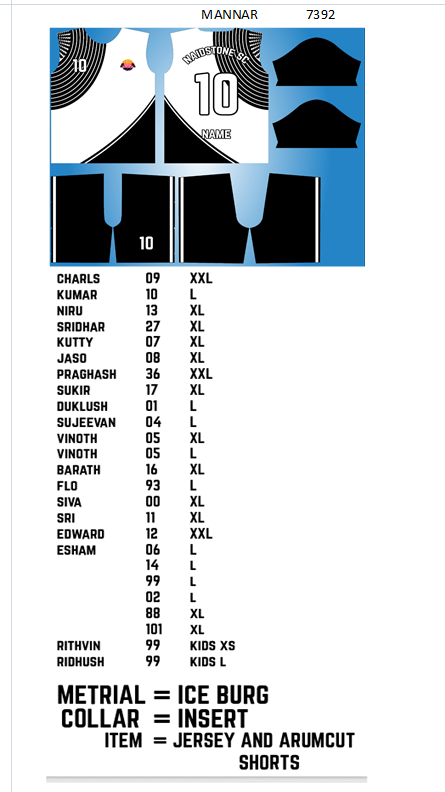 MANNAR 7392
NAIDSTONE SC
10
10
NAME
10
CHARLS 09 XXL
KUMAR 10 L
NIRU 13 XL
SRIDHAR 27 XL
KUTTY 07 XL
JASO 08 XL
PRAGHASH 36 XXL
SUKIR 17 XL
DUKLUSH 01 L
SUJEEVAN 04 L
VINOTH 05 XL
VINOTH 05 L
BARATH 16 XL
FLO 93 L
SIVA 00 XL
SRI 11 XL
EDWARD 12 XXL
ESHAM 06 L
14 L
99 L
02 L
88 XL
101 XL
RITHVIN 99 KIDS XS
RIDHUSH 99 KIDS L
METRIAL = ICE BURG
COLLAR = INSERT
ITEM = JERSEY AND ARUMCUT
SHORTS